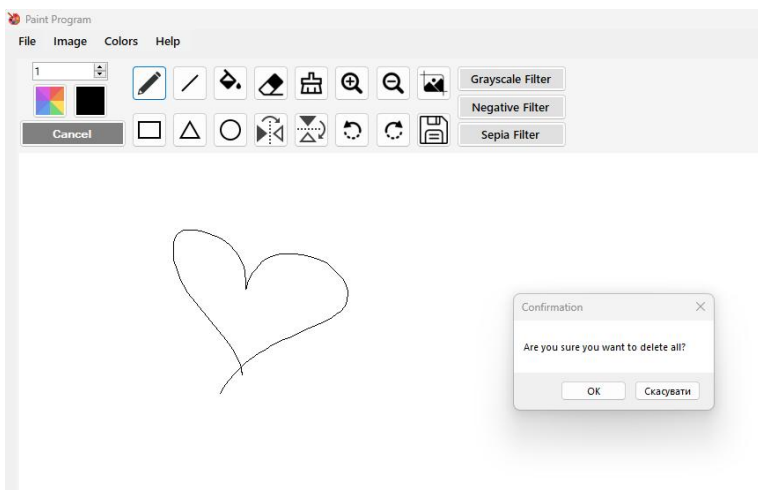 Paint Program
File Image Colors Help
1
Grayscale Filter
Negative Filter
Cancel
Sepia Filter
Confirmation
Are you sure you want to delete all?
OK Скасувати